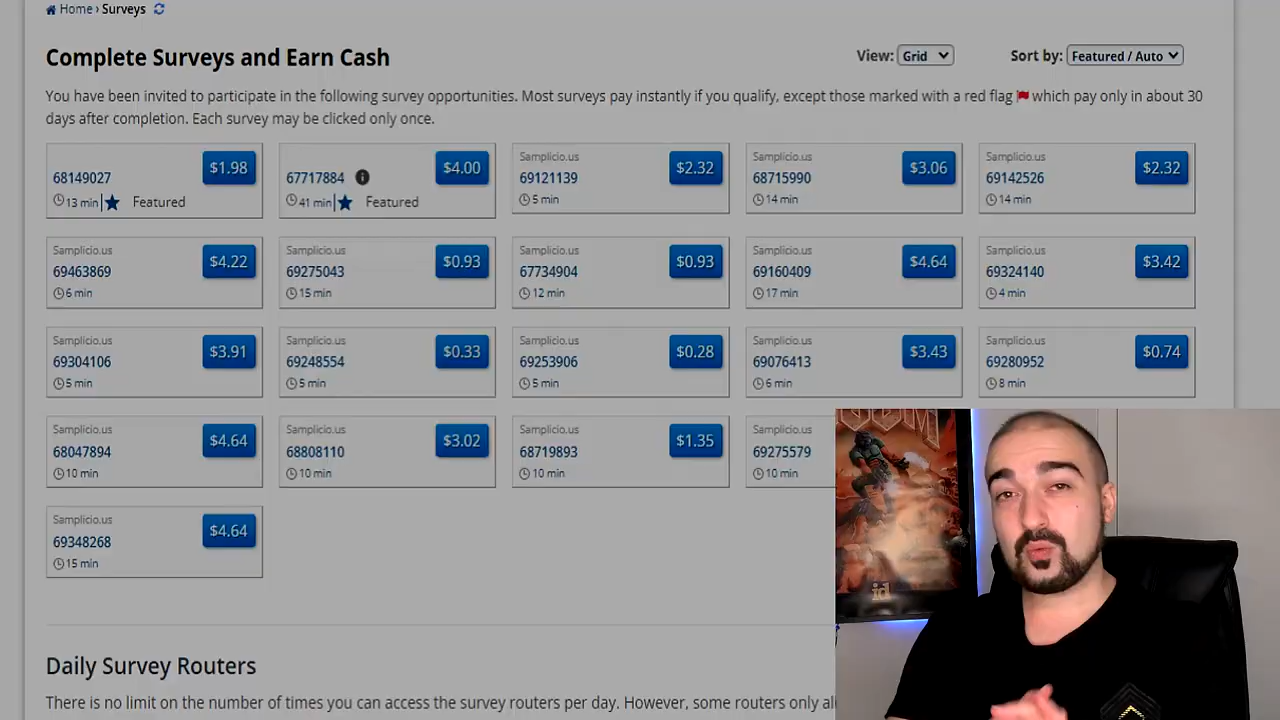 Home › Surveys
Complete Surveys and Earn Cash
View: Grid
Sort by: Featured / Auto
You have been invited to participate in the following survey opportunities. Most surveys pay instantly if you qualify, except those marked with a red flag which pay only in about 30
days after completion. Each survey may be clicked only once.
68149027 $1.98
13 min Featured
67717884 $4.00
41 min Featured
Samplicio.us
69121139 $2.32
5 min
Samplicio.us
68715990 $3.06
14 min
Samplicio.us
69142526 $2.32
14 min
Samplicio.us
69463869 $4.22
6 min
Samplicio.us
69275043 $0.93
15 min
Samplicio.us
67734904 $0.93
12 min
Samplicio.us
69160409 $4.64
17 min
Samplicio.us
69324140 $3.42
4 min
Samplicio.us
69304106 $3.91
5 min
Samplicio.us
69248554 $0.33
5 min
Samplicio.us
69253906 $0.28
5 min
Samplicio.us
69076413 $3.43
6 min
Samplicio.us
69280952 $0.74
8 min
Samplicio.us
68047894 $4.64
10 min
Samplicio.us
68808110 $3.02
10 min
Samplicio.us
68719893 $1.35
10 min
Samplicio.us
69275579
10 min
Samplicio.us
69348268 $4.64
15 min
id
Daily Survey Routers
There is no limit on the number of times you can access the survey routers per day. However, some routers only